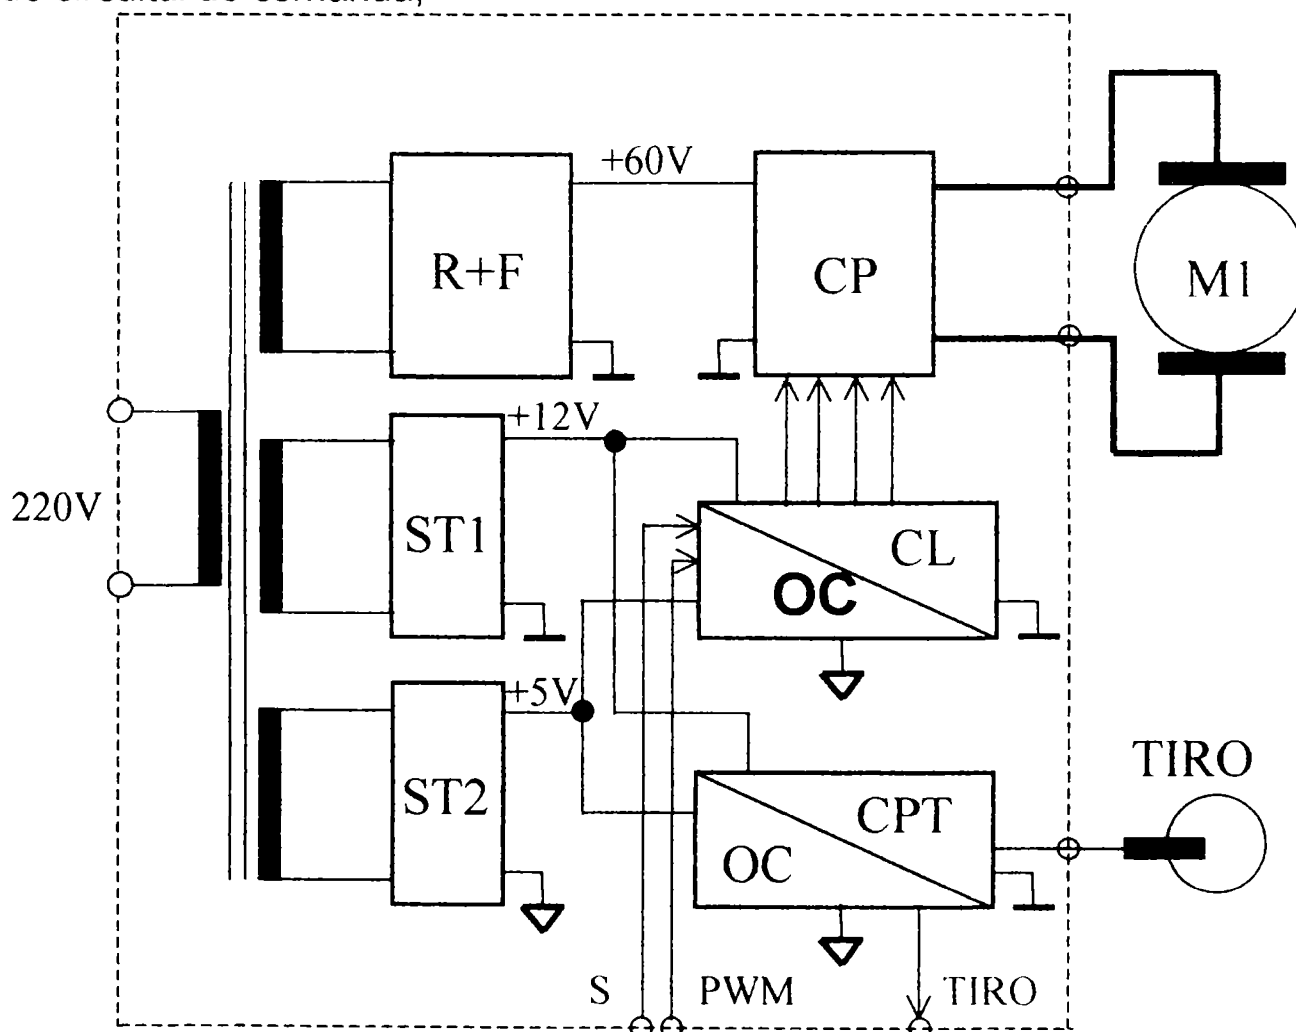 +60V
R+F
CP
M1
+12V
220V
ST1
CL
OC
+5V
ST2
TIRO
CPT
OC
S
PWM
TIRO